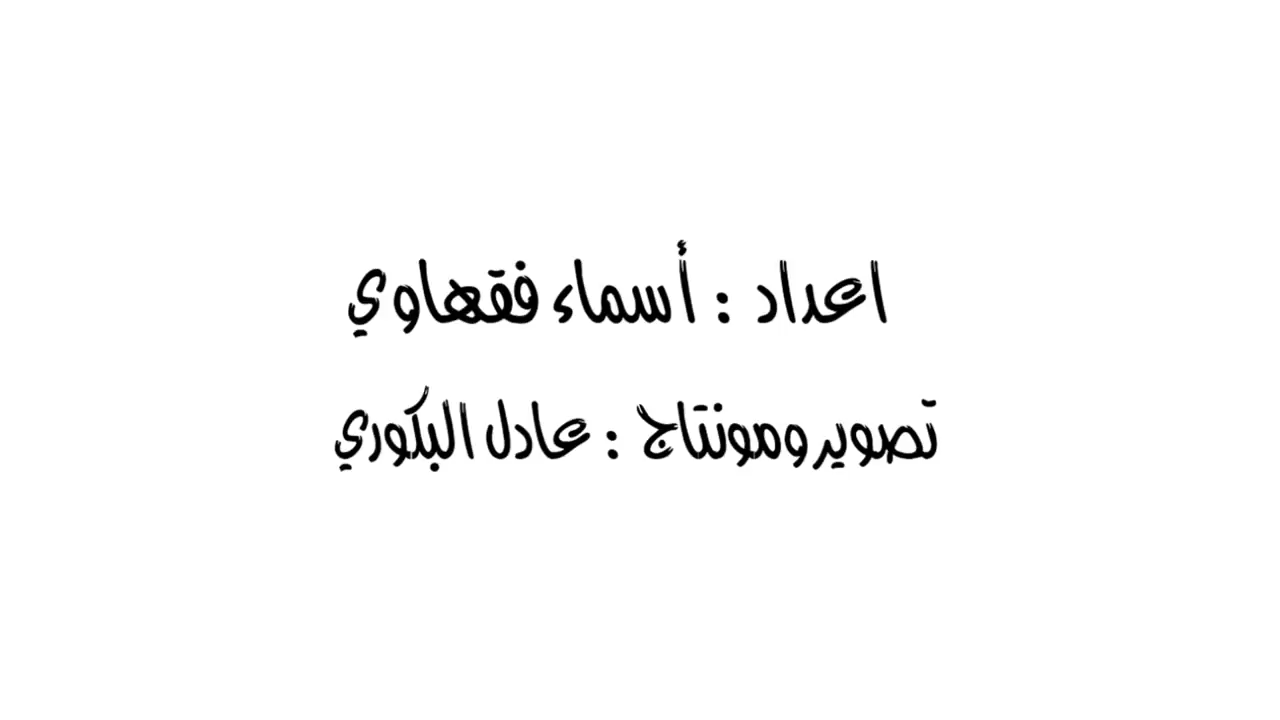 اعداد : أسماء فقهاوي
تصوير ومونتاج : عادل البكوري